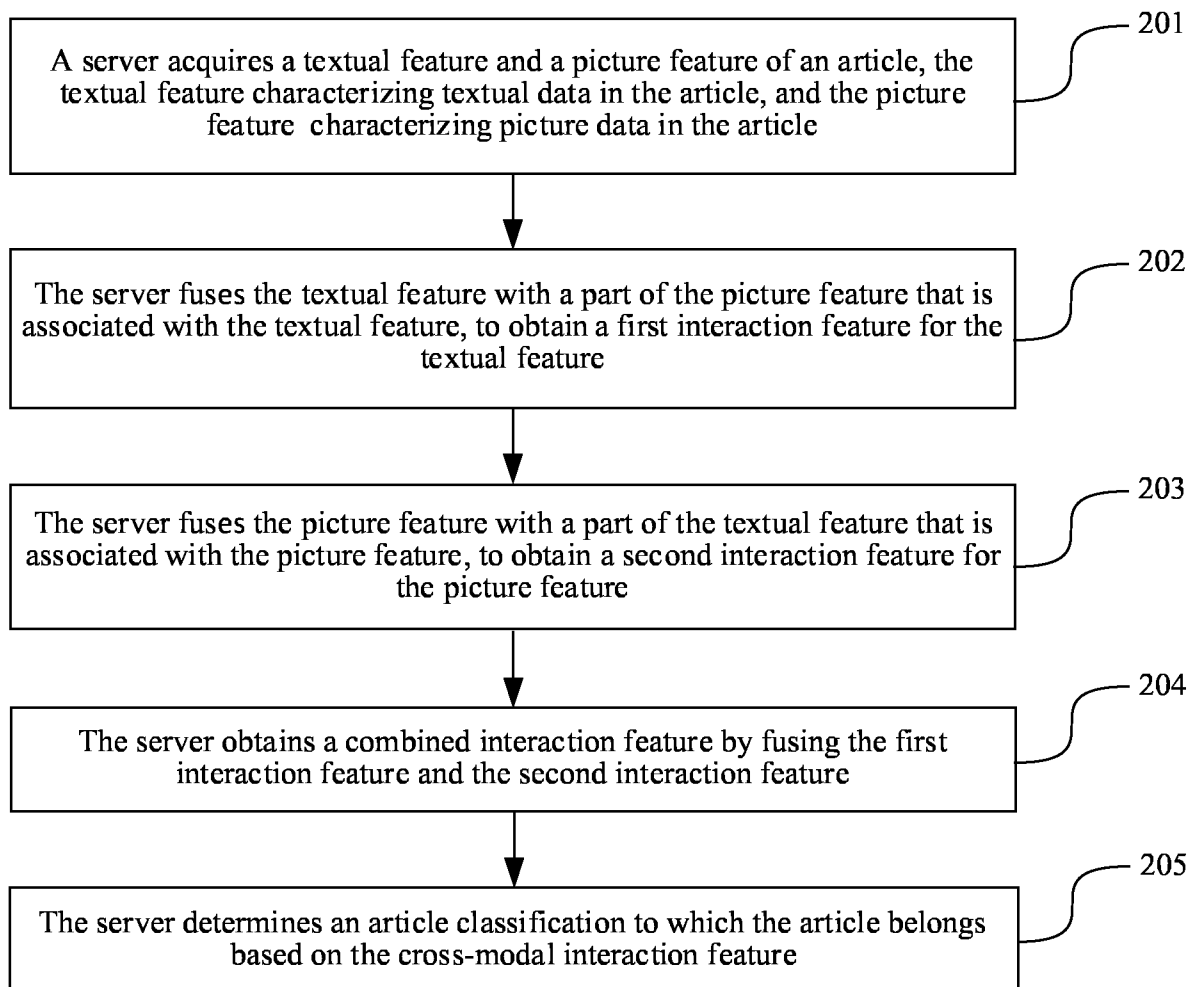 201
A server acquires a textual feature and a picture feature of an article, the
textual feature characterizing textual data in the article, and the picture
feature characterizing picture data in the article
202
The server fuses the textual feature with a part of the picture feature that is
associated with the textual feature, to obtain a first interaction feature for the
textual feature
203
The server fuses the picture feature with a part of the textual feature that is
associated with the picture feature, to obtain a second interaction feature for
the picture feature
204
The server obtains a combined interaction feature by fusing the first
interaction feature and the second interaction feature
205
The server determines an article classification to which the article belongs
based on the cross-modal interaction feature